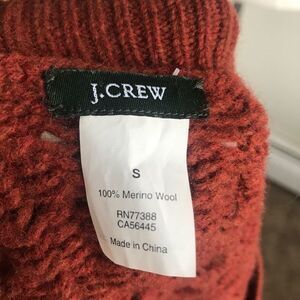 J.CREW
S
100% Merino Wool
RN77388
CA56445
Made in China